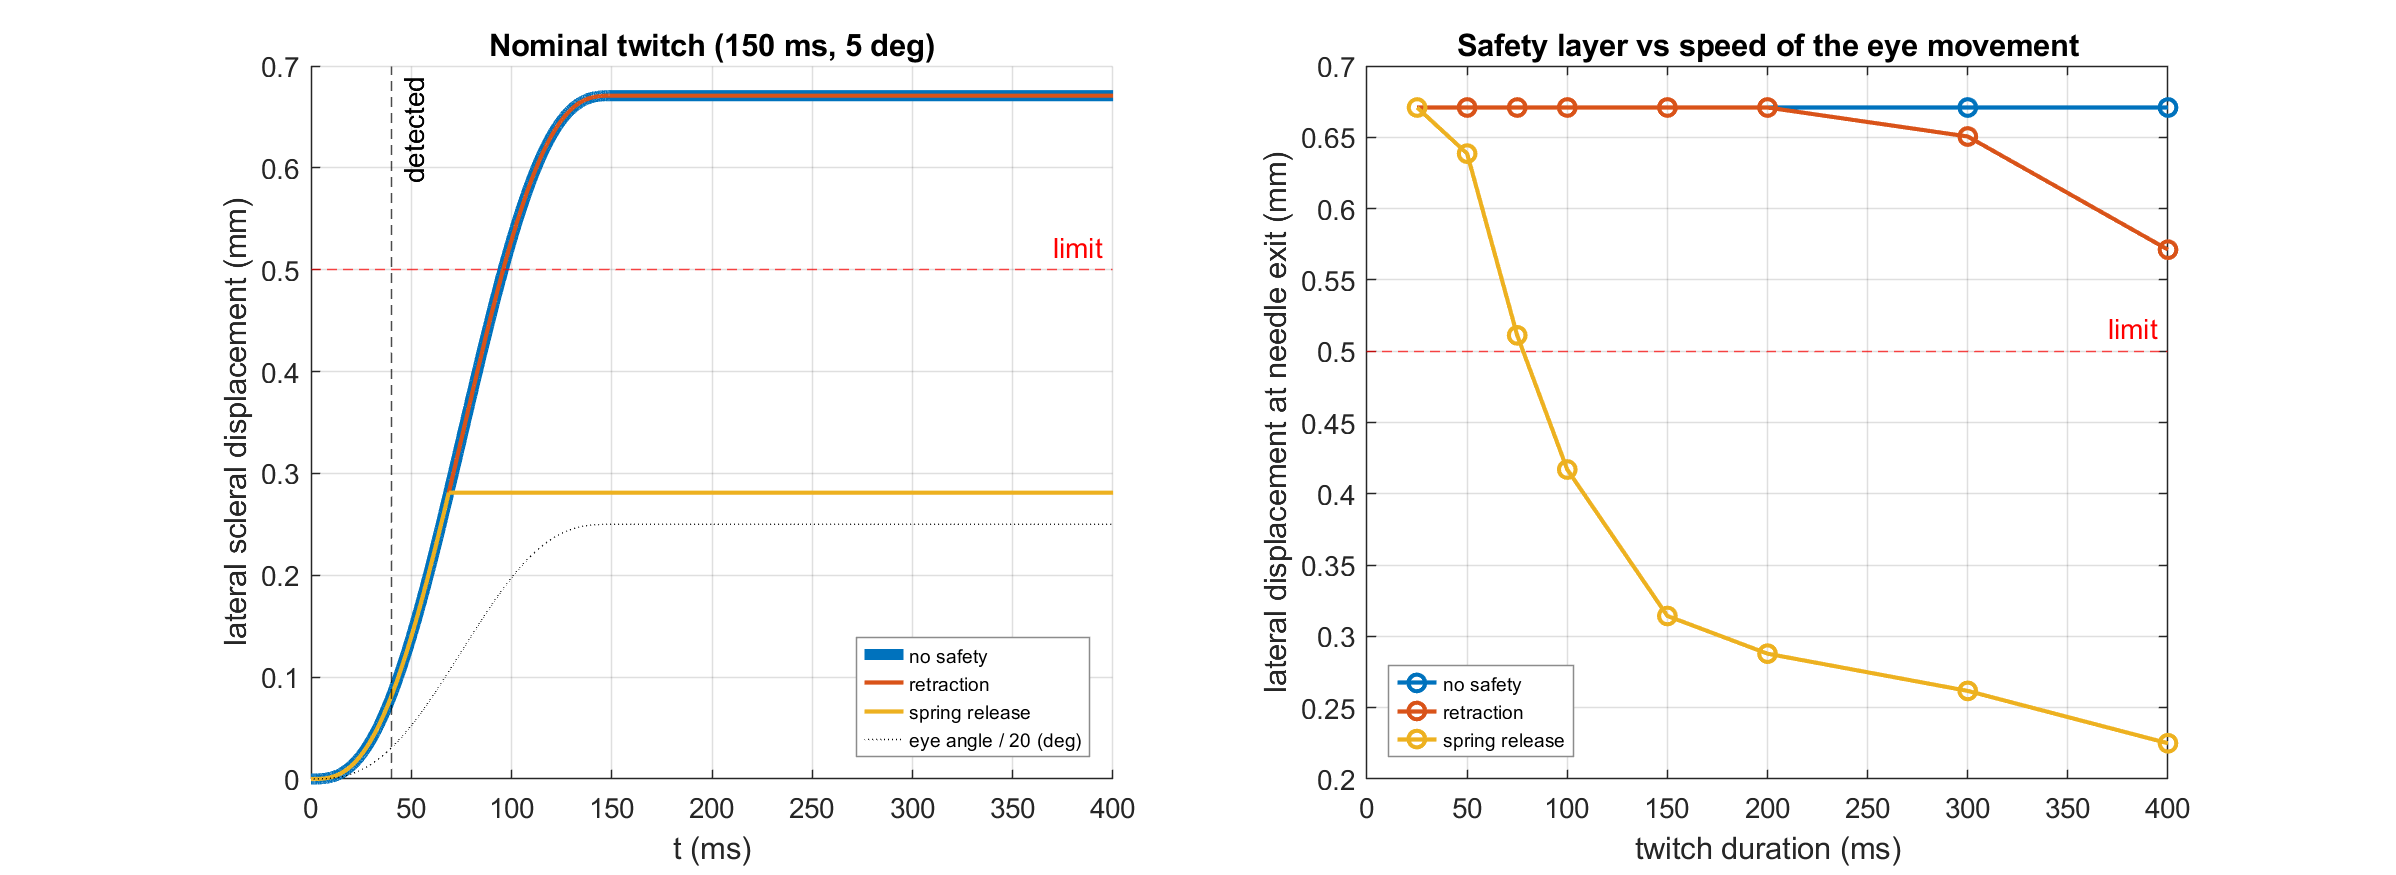 Nominal twitch (150 ms, 5 deg)
lateral scleral displacement (mm)
0.7
0.6
0.5
0.4
0.3
0.2
0.1
0
detected
limit
no safety
retraction
spring release
eye angle / 20 (deg)
0 50 100 150 200 250 300 350 400
t (ms)
Safety layer vs speed of the eye movement
lateral displacement at needle exit (mm)
0.7
0.65
0.6
0.55
0.5
0.45
0.4
0.35
0.3
0.25
0.2
limit
no safety
retraction
spring release
0 50 100 150 200 250 300 350 400
twitch duration (ms)